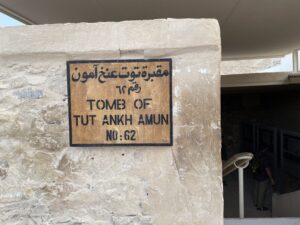 مقبرة توت عنخ آمون
رقم ٦٢
TOMB OF
TUT ANKH AMUN
NO: 62